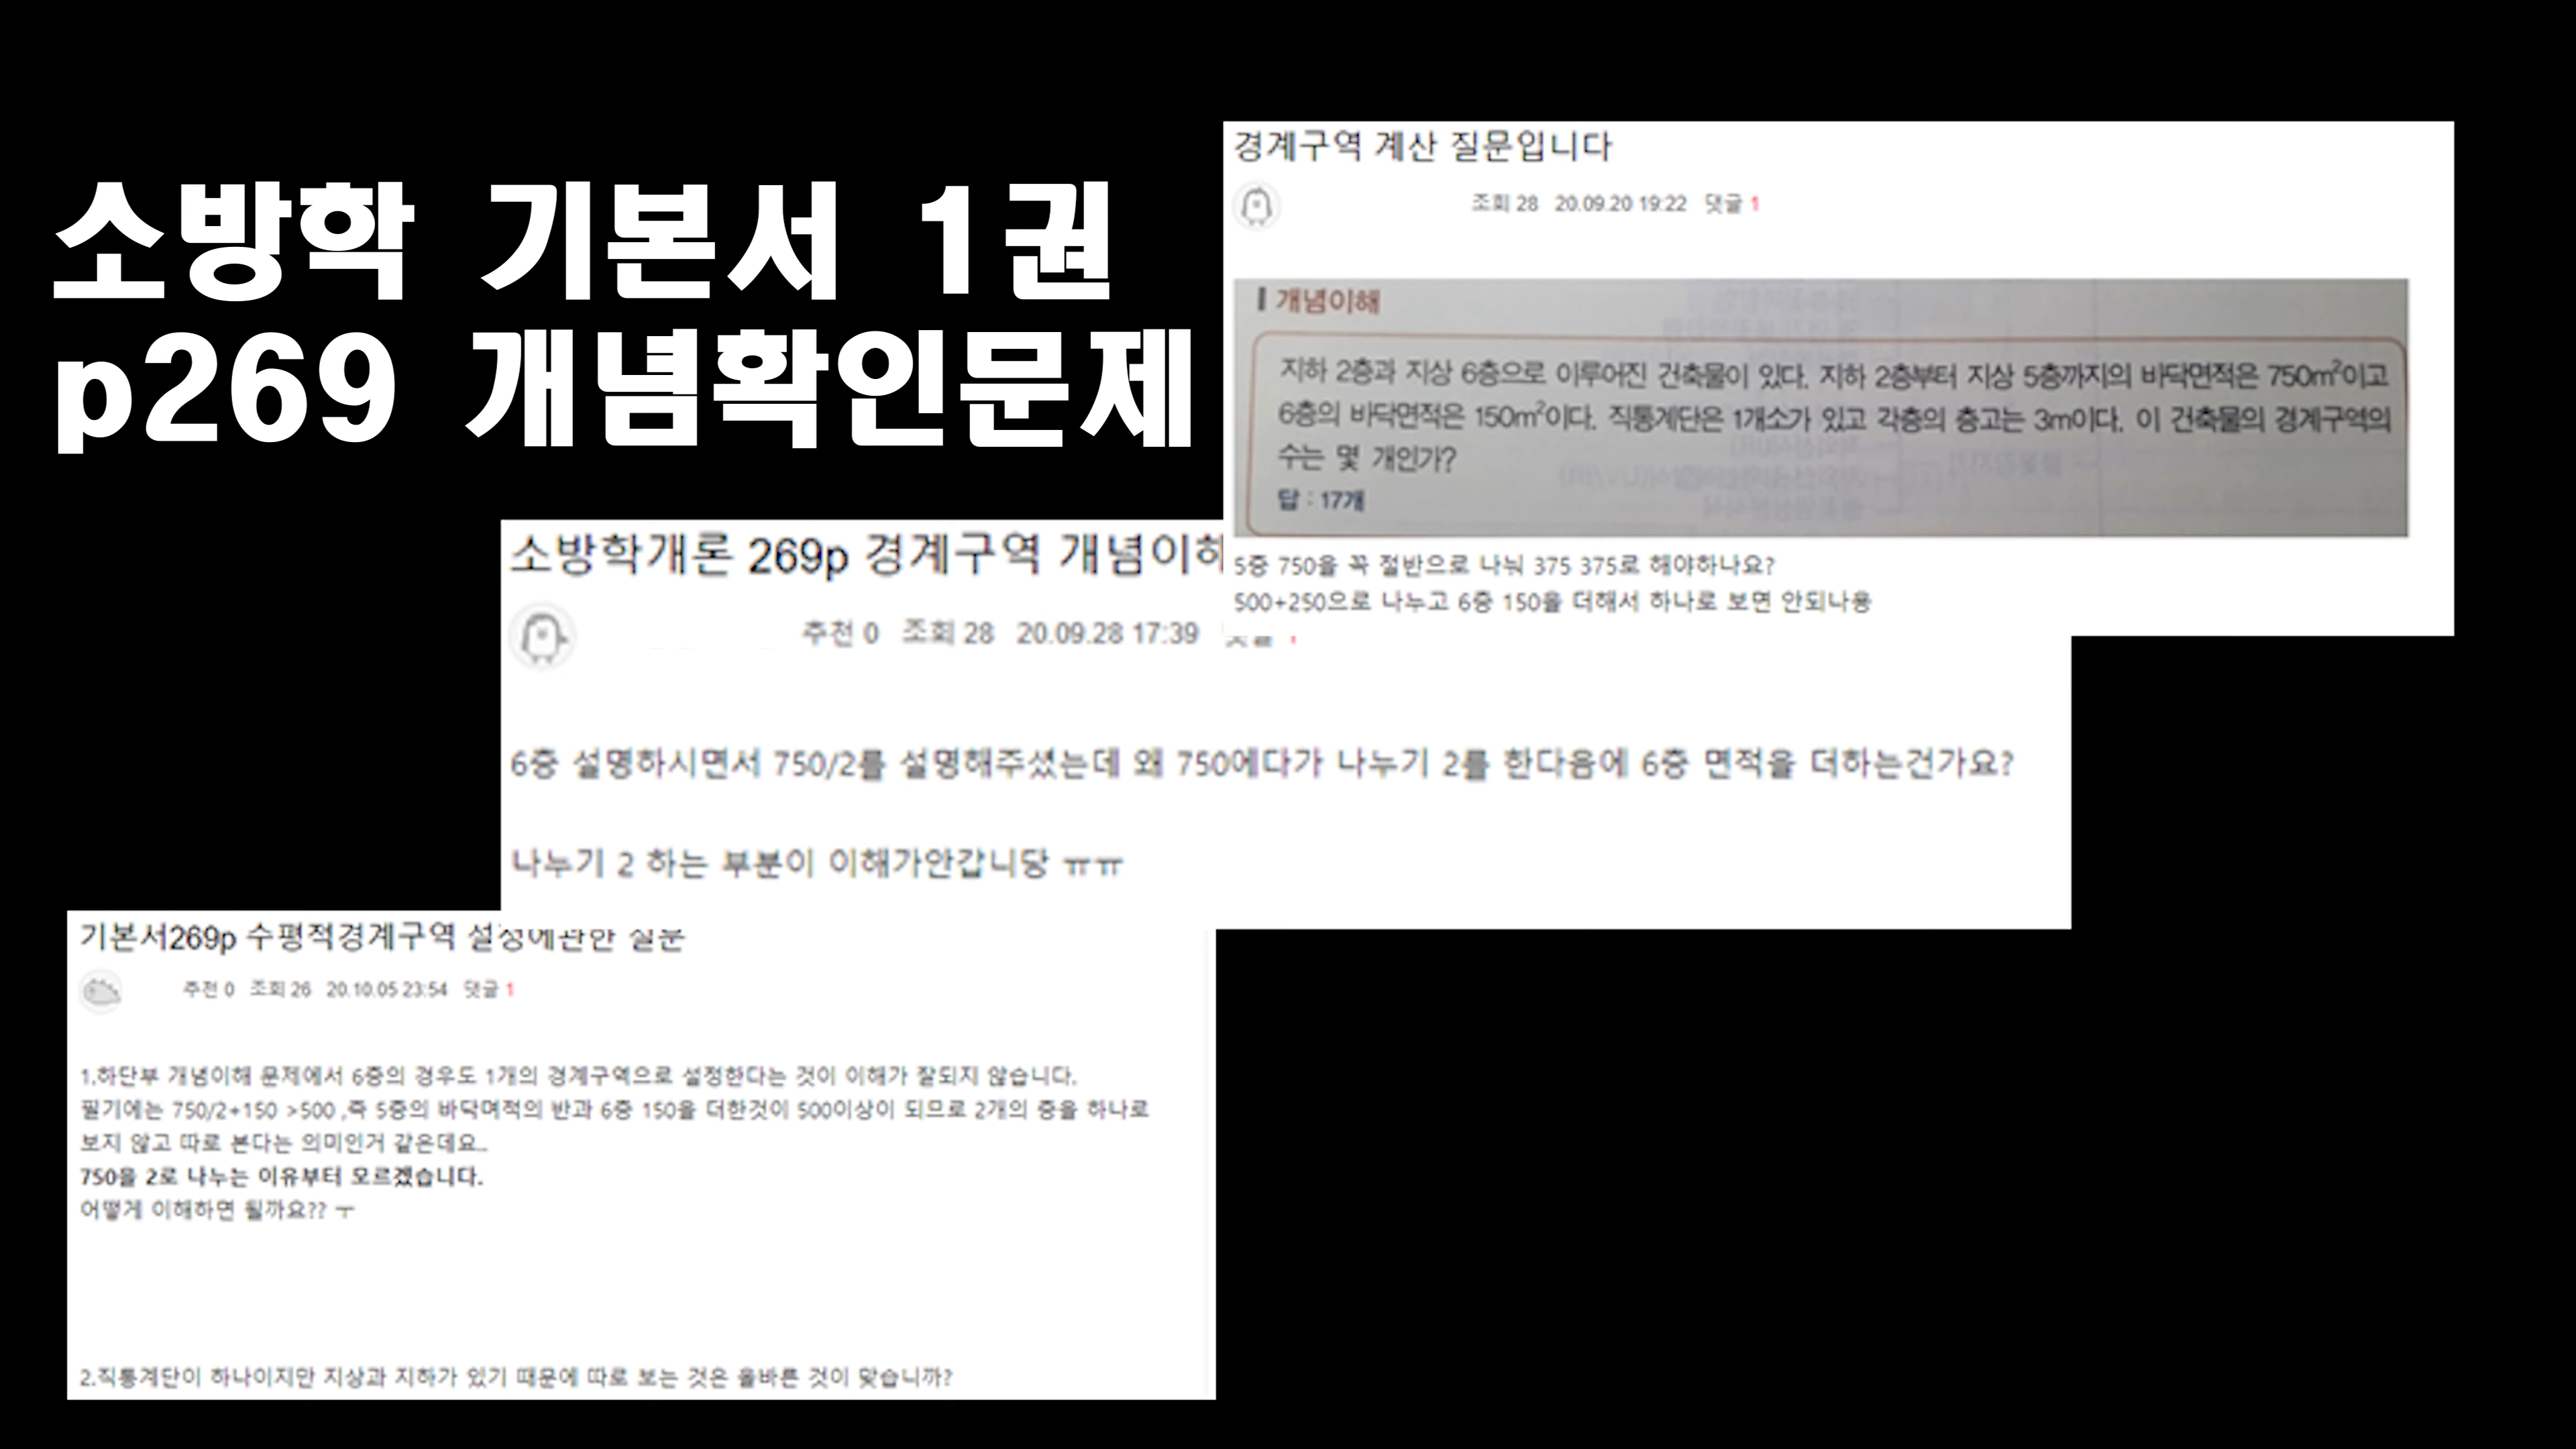 소방학 기본서 1권
p269 개념확인문제
경계구역 계산 질문입니다
조회 28 20.09.20 19:22 댓글 1
개념이해
지하 2층과 지상 6층으로 이루어진 건축물이 있다. 지하 2층부터 지상 5층까지의 바닥면적은 750m²이고
6층의 바닥면적은 150m²이다. 직통계단은 1개소가 있고 각층의 층고는 3m이다. 이 건축물의 경계구역의
수는 몇 개인가?
답 : 17개
5층 750을 꼭 절반으로 나눠 375 375로 해야하나요?
500+250으로 나누고 6층 150을 더해서 하나로 보면 안되나용
소방학개론 269p 경계구역 개념이해
추천 0 조회 28 20.09.28 17:39
6층 설명하시면서 750/2를 설명해주셨는데 왜 750에다가 나누기 2를 한다음에 6층 면적을 더하는건가요?
나누기 2 하는 부분이 이해가안갑니당 ㅠㅠ
기본서269p 수평적경계구역 설정에관한 질문
추천 0 조회 26 20.10.05 23:54 댓글 1
1.하단부 개념이해 문제에서 6층의 경우도 1개의 경계구역으로 설정한다는 것이 이해가 잘되지 않습니다.
필기에는 750/2+150 >500 ,즉 5층의 바닥며적의 반과 6층 150을 더한것이 500이상이 되므로 2개의 층을 하나로
보지 않고 따로 본다는 의미인거 같은데요..
750을 2로 나누는 이유부터 모르겠습니다.
어떻게 이해하면 될까요?? ㅜ
2.직통계단이 하나이지만 지상과 지하가 있기 때문에 따로 보는 것은 올바른 것이 맞습니까?